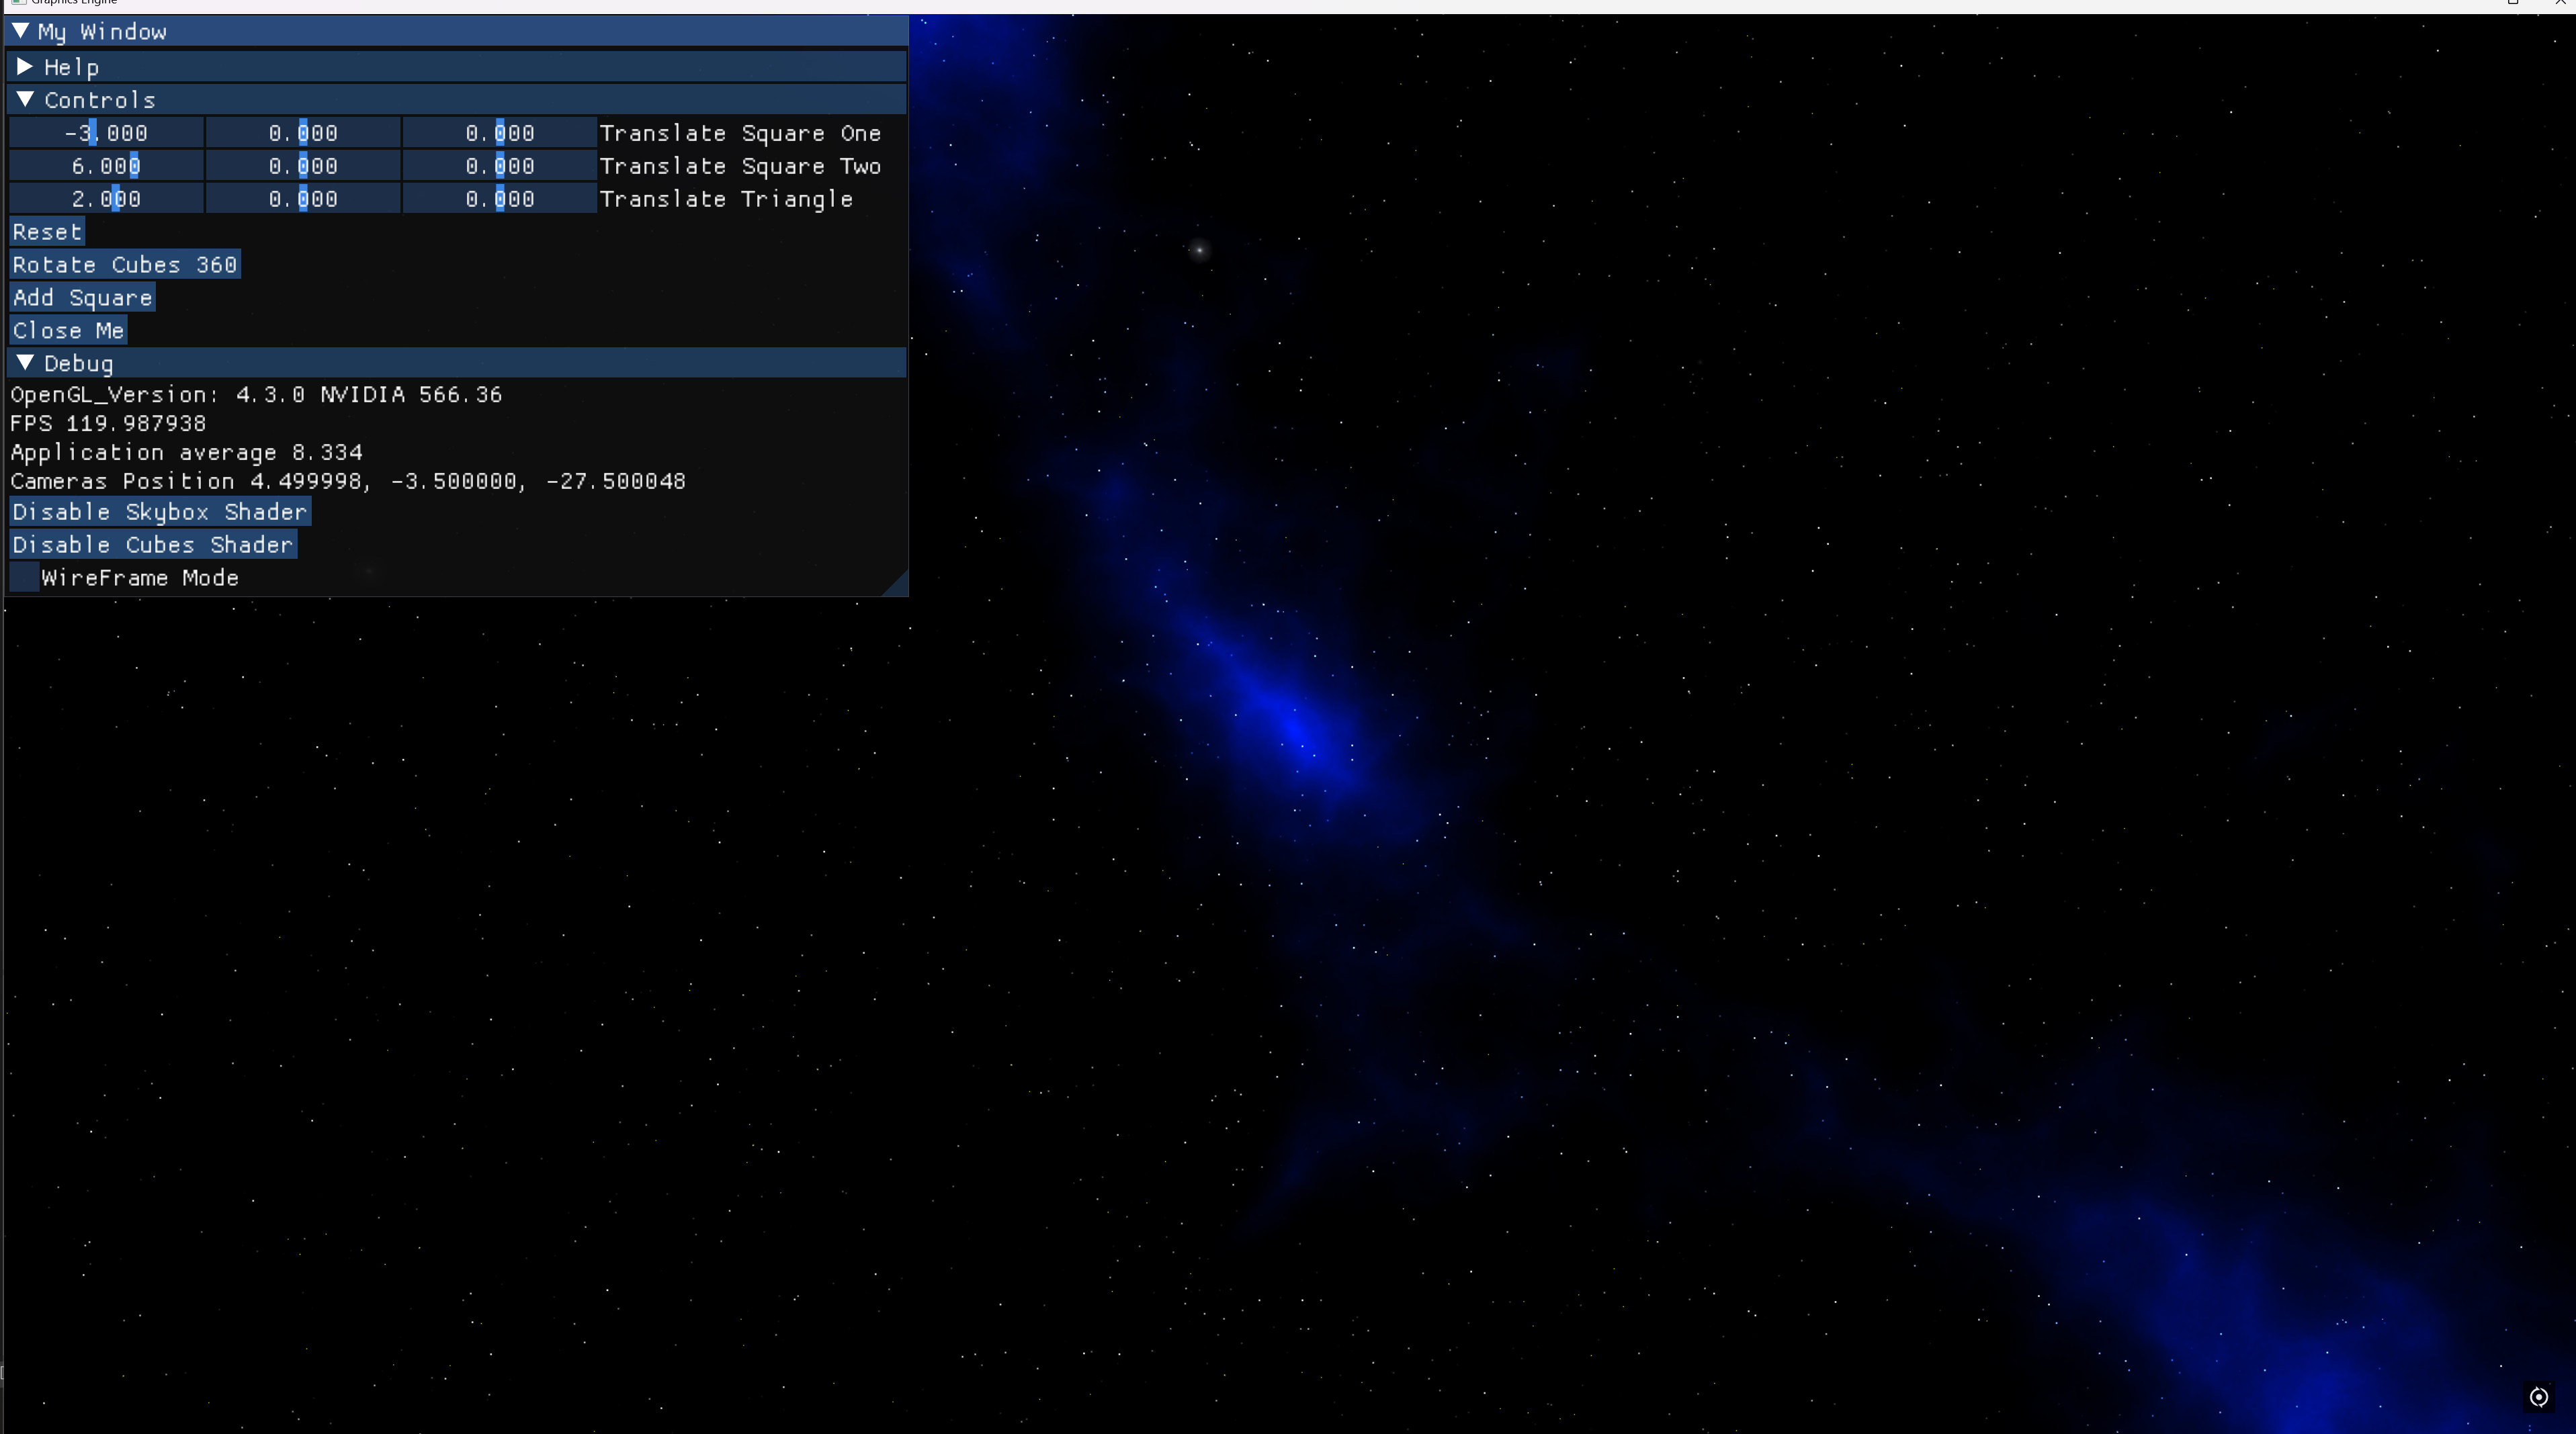 Graphics Engine
My Window
Help
Controls
-3.000 0.000 0.000 Translate Square One
6.000 0.000 0.000 Translate Square Two
2.000 0.000 0.000 Translate Triangle
Reset
Rotate Cubes 360
Add Square
Close Me
Debug
OpenGL_Version: 4.3.0 NVIDIA 566.36
FPS 119.987938
Application average 8.334
Cameras Position 4.499998, -3.500000, -27.500048
Disable Skybox Shader
Disable Cubes Shader
WireFrame Mode